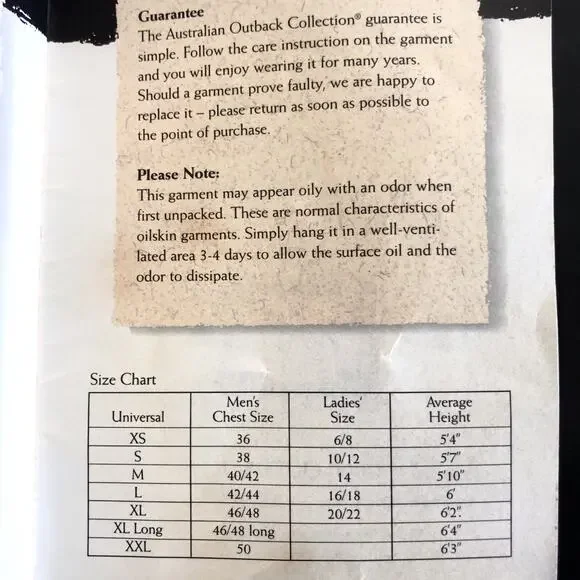 Guarantee
The Australian Outback Collection® guarantee is
simple. Follow the care instruction on the garment
and you will enjoy wearing it for many years.
Should a garment prove faulty, we are happy to
replace it – please return as soon as possible to
the point of purchase.
Please Note:
This garment may appear oily with an odor when
first unpacked. These are normal characteristics of
oilskin garments. Simply hang it in a well-venti-
lated area 3-4 days to allow the surface oil and the
odor to dissipate.
Size Chart
Universal Men's Chest Size Ladies' Size Average Height
XS 36 6/8 5'4"
S 38 10/12 5'7"
M 40/42 14 5'10"
L 42/44 16/18 6'
XL 46/48 20/22 6'2"
XL Long 46/48 long 6'4"
XXL 50 6'3"